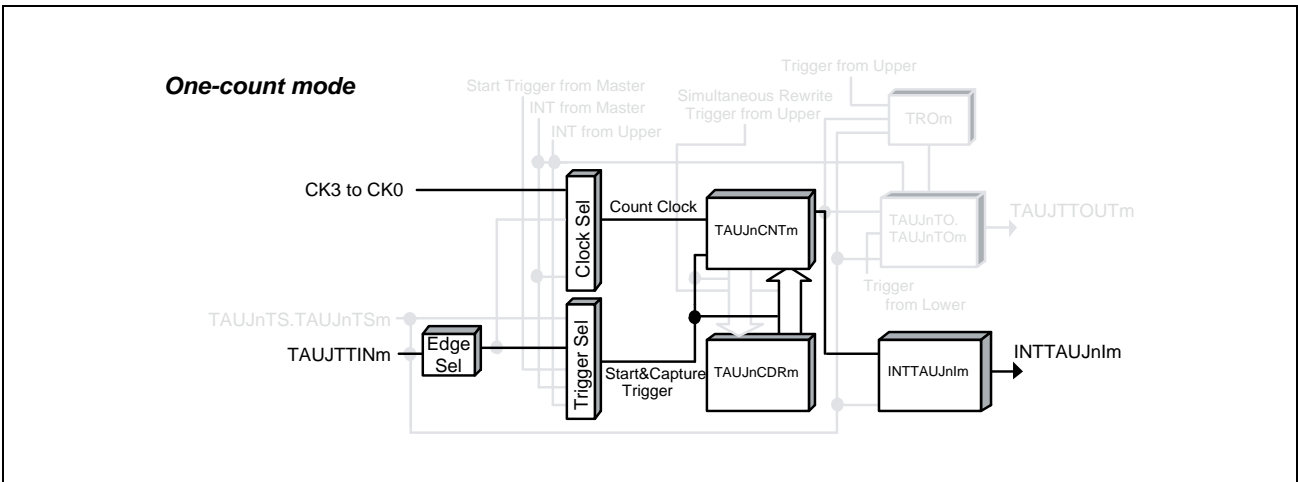 One-count mode
Trigger from Upper
Start Trigger from Master
Simultaneous Rewrite
Trigger from Upper
INT from Master
INT from Upper
TROm
CK3 to CK0
Clock Sel
Count Clock
TAUJnCNTm
TAUJnTO.
TAUJnTOm
TAUJTTOUTm
Trigger
from Lower
TAUJnTS.TAUJnTSm
TAUJTTINm
Edge
Sel
Trigger Sel
Start&Capture
Trigger
TAUJnCDRm
INTTAUJnIm
INTTAUJnIm